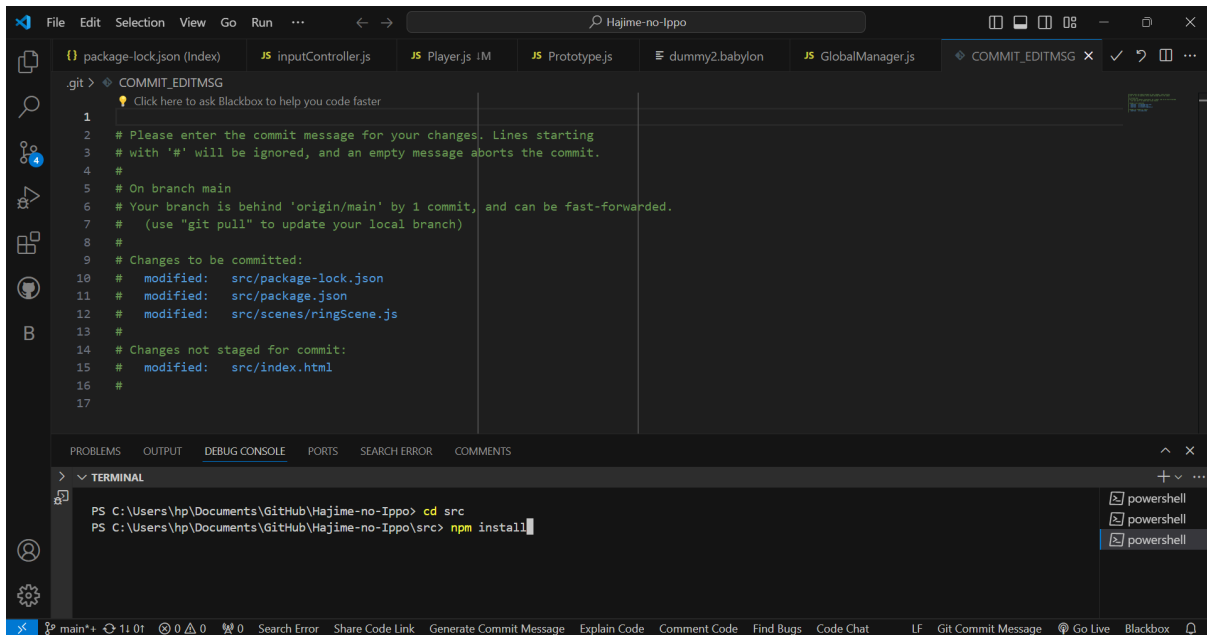 File Edit Selection View Go Run ··· Hajime-no-Ippo
{} package-lock.json (Index) JS inputController.js JS Player.js ↓M JS Prototype.js dummy2.babylon JS GlobalManager.js COMMIT_EDITMSG
.git > COMMIT_EDITMSG
Click here to ask Blackbox to help you code faster
1
2 # Please enter the commit message for your changes. Lines starting
3 # with '#' will be ignored, and an empty message aborts the commit.
4 #
5 # On branch main
6 # Your branch is behind 'origin/main' by 1 commit, and can be fast-forwarded.
7 #   (use "git pull" to update your local branch)
8 #
9 # Changes to be committed:
10 #   modified:   src/package-lock.json
11 #   modified:   src/package.json
12 #   modified:   src/scenes/ringScene.js
13 #
14 # Changes not staged for commit:
15 #   modified:   src/index.html
16 #
17
4
B
PROBLEMS OUTPUT DEBUG CONSOLE PORTS SEARCH ERROR COMMENTS
TERMINAL
PS C:\Users\hp\Documents\GitHub\Hajime-no-Ippo> cd src
PS C:\Users\hp\Documents\GitHub\Hajime-no-Ippo\src> npm install
powershell
powershell
powershell
main*+ 1↓ 0↑ 0 0 0 Search Error Share Code Link Generate Commit Message Explain Code Comment Code Find Bugs Code Chat LF Git Commit Message Go Live Blackbox